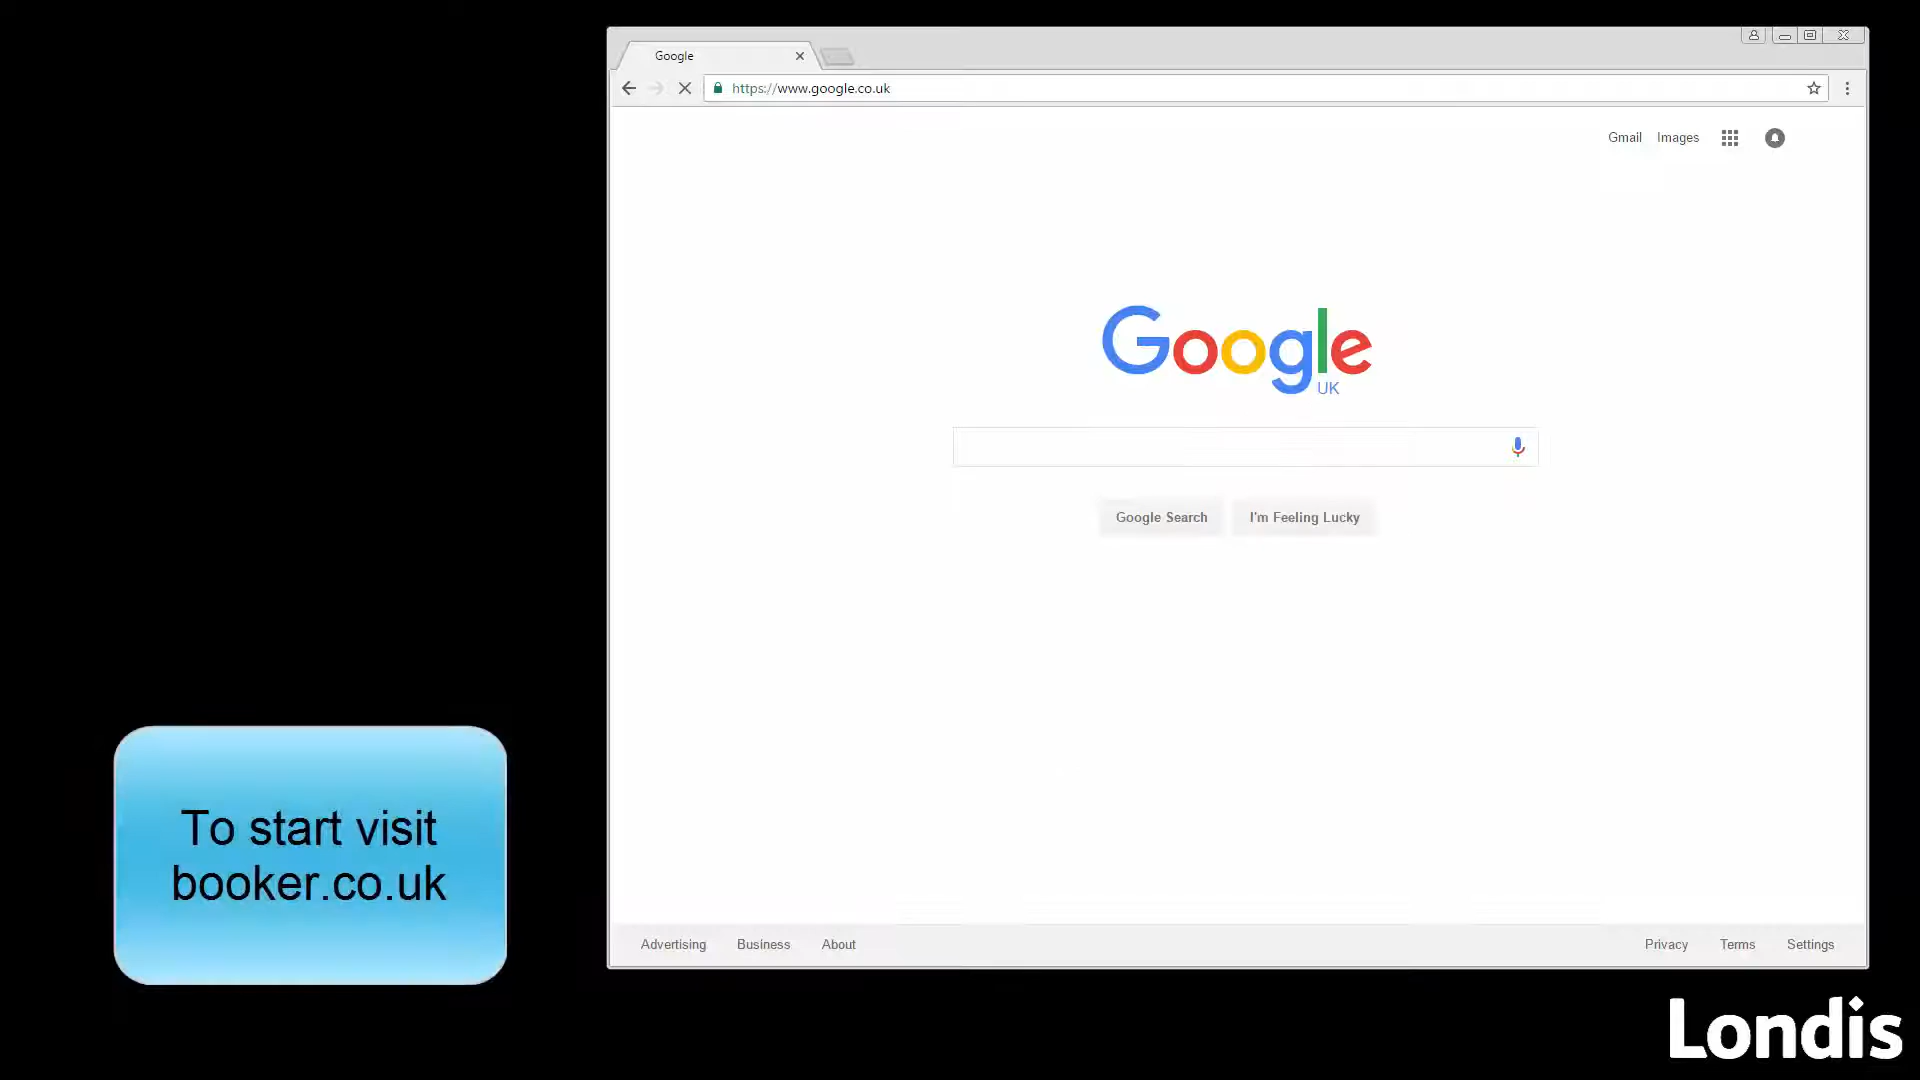 Google
https://www.google.co.uk
Gmail Images
Google
UK
Google Search I'm Feeling Lucky
To start visit
booker.co.uk
Advertising Business About Privacy Terms Settings
Londis